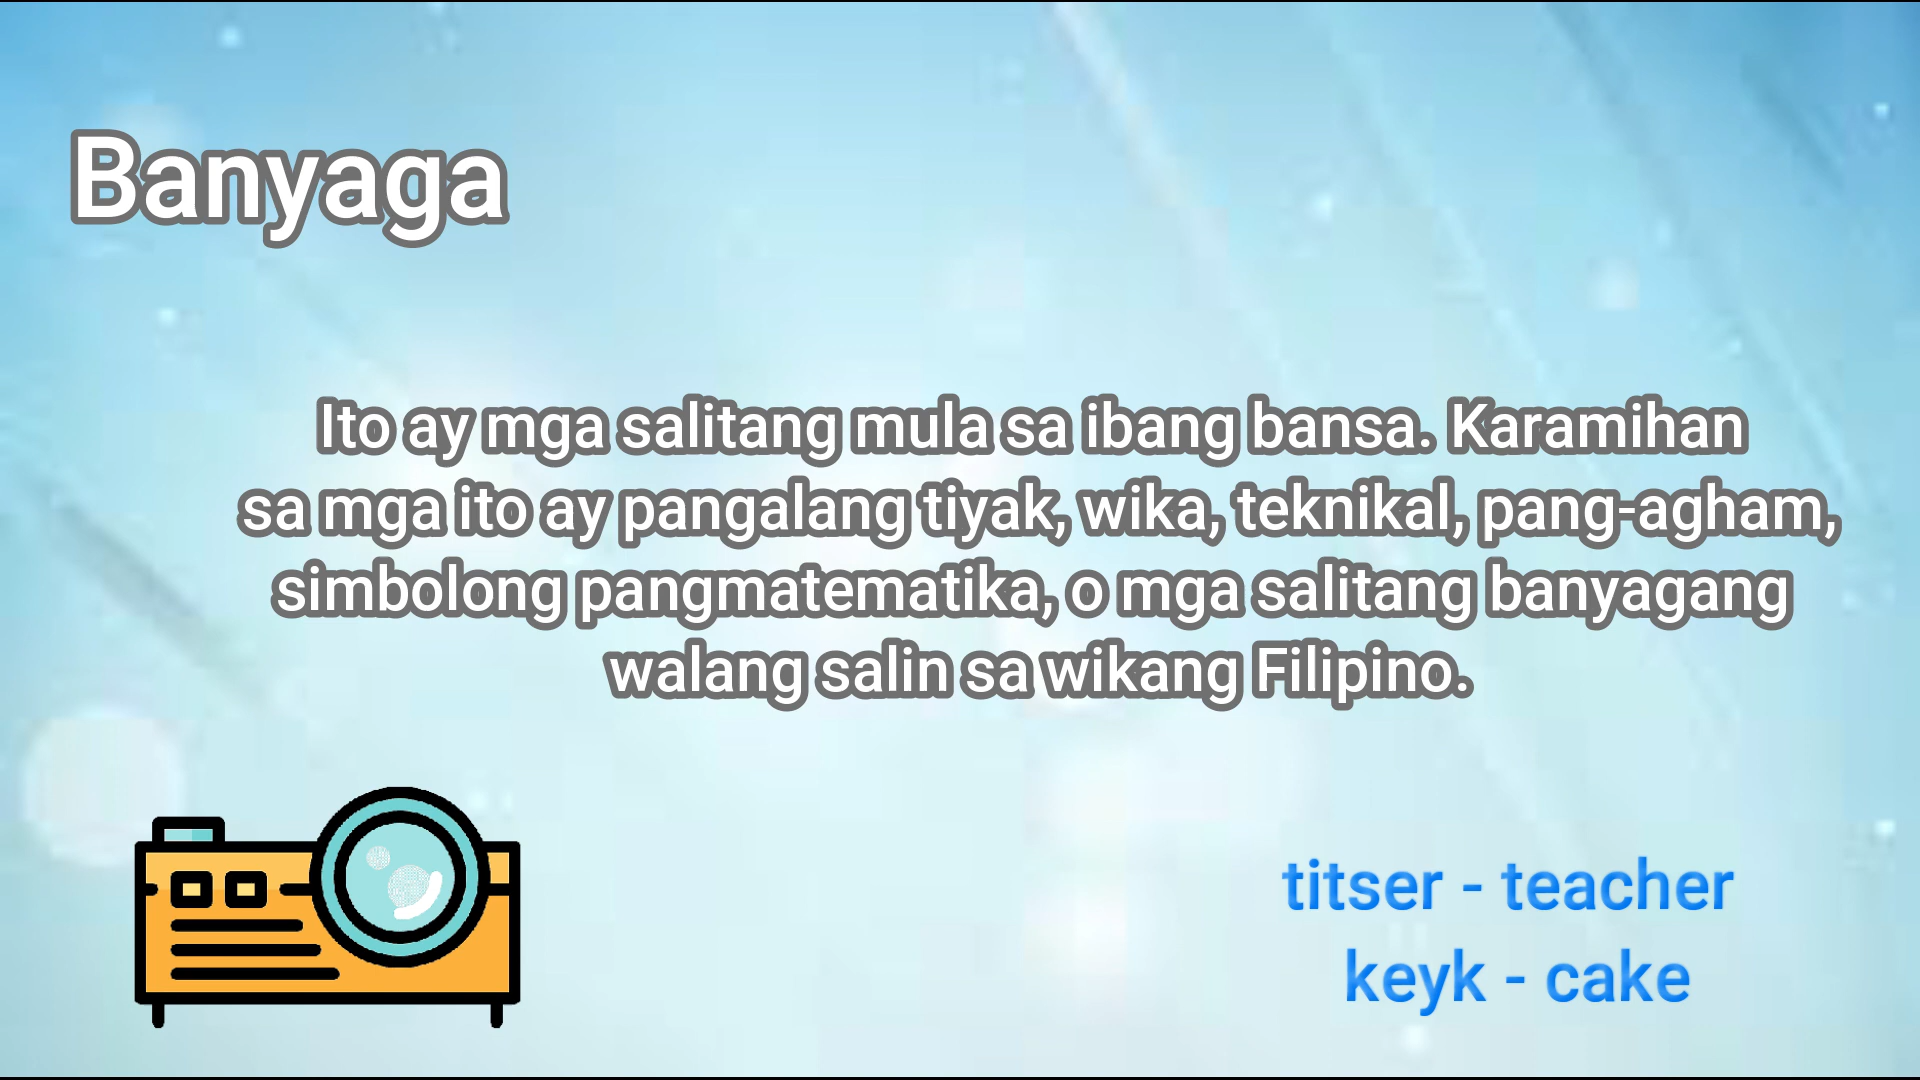 Banyaga
Ito ay mga salitang mula sa ibang bansa. Karamihan
sa mga ito ay pangalang tiyak, wika, teknikal, pang-agham,
simbolong pangmatematika, o mga salitang banyagang
walang salin sa wikang Filipino.
titser - teacher
keyk - cake